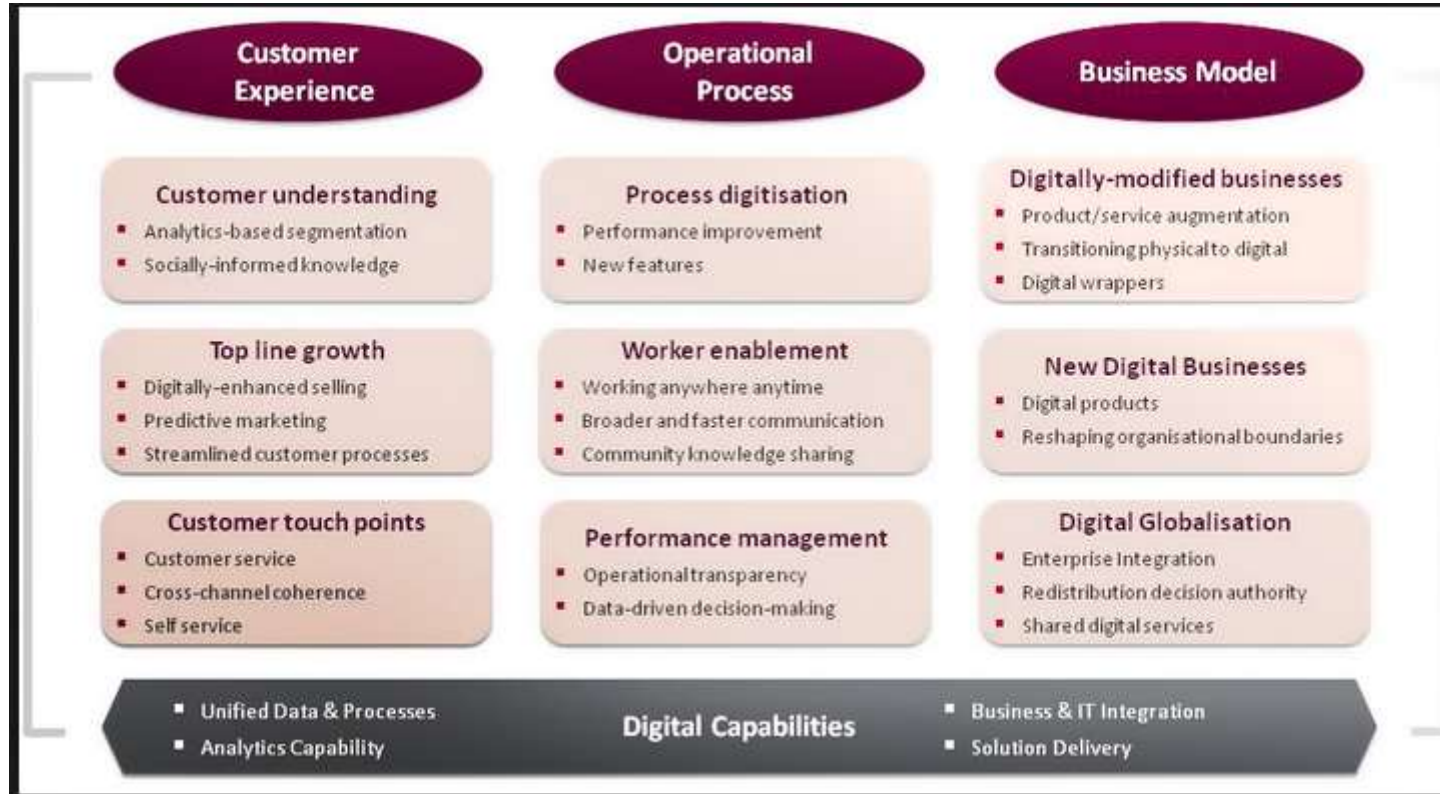 Customer
Experience
Customer understanding
Analytics-based segmentation
Socially-informed knowledge
Top line growth
Digitally-enhanced selling
Predictive marketing
Streamlined customer processes
Customer touch points
Customer service
Cross-channel coherence
Self service
Operational
Process
Process digitisation
Performance improvement
New features
Worker enablement
Working anywhere anytime
Broader and faster communication
Community knowledge sharing
Performance management
Operational transparency
Data-driven decision-making
Business Model
Digitally-modified businesses
Product/service augmentation
Transitioning physical to digital
Digital wrappers
New Digital Businesses
Digital products
Reshaping organisational boundaries
Digital Globalisation
Enterprise Integration
Redistribution decision authority
Shared digital services
Unified Data & Processes
Analytics Capability
Digital Capabilities
Business & IT Integration
Solution Delivery